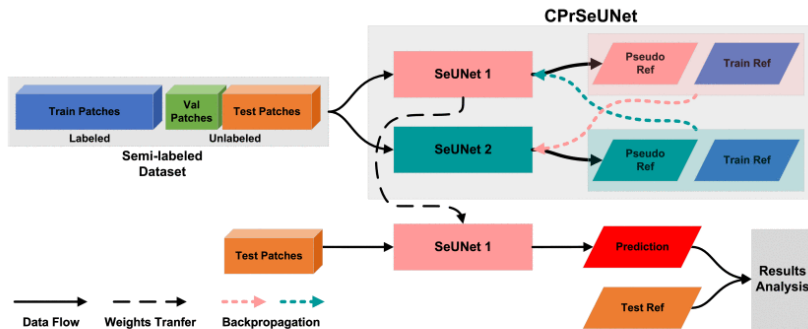 CPrSeUNet
SeUNet 1
Pseudo
Ref
Train Ref
Train Patches
Val
Patches
Test Patches
Labeled
Unlabeled
Semi-labeled
Dataset
SeUNet 2
Pseudo
Ref
Train Ref
Test Patches
SeUNet 1
Prediction
Test Ref
Results
Analysis
Data Flow
Weights Tranfer
Backpropagation